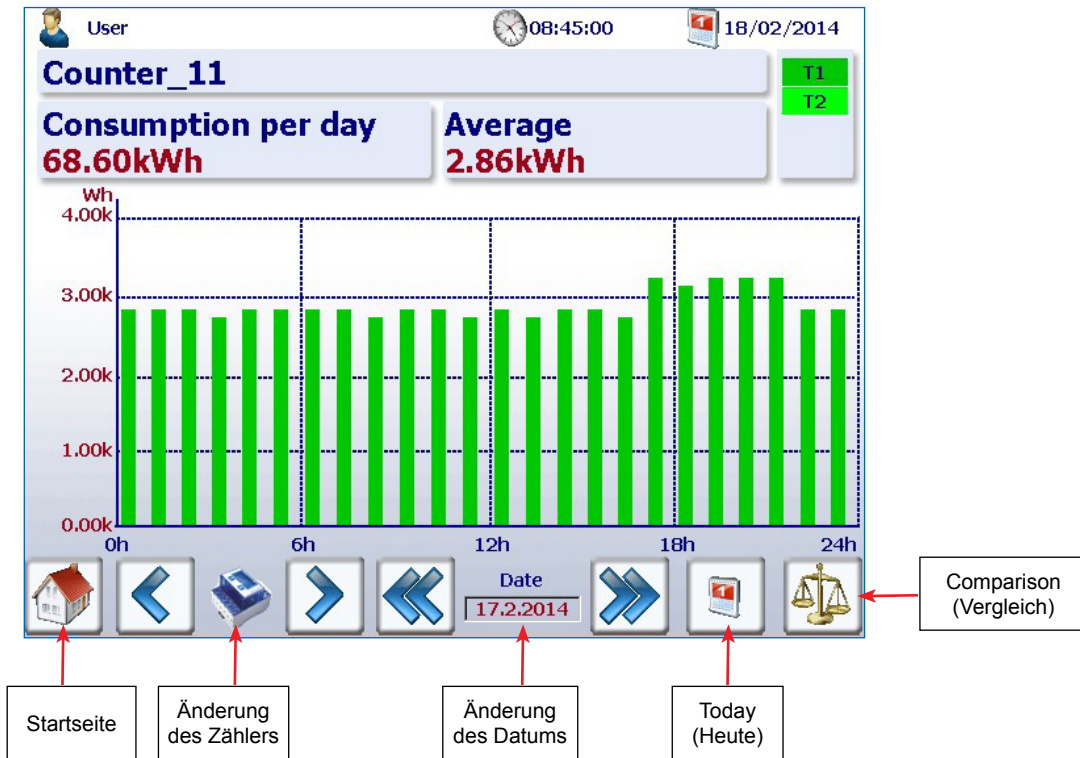 User 08:45:00 18/02/2014
Counter_11
T1
T2
Consumption per day
68.60kWh
Average
2.86kWh
Wh
4.00k
3.00k
2.00k
1.00k
0.00k
0h 6h 12h 18h 24h
Date
17.2.2014
Comparison
(Vergleich)
Startseite
Änderung
des Zählers
Änderung
des Datums
Today
(Heute)